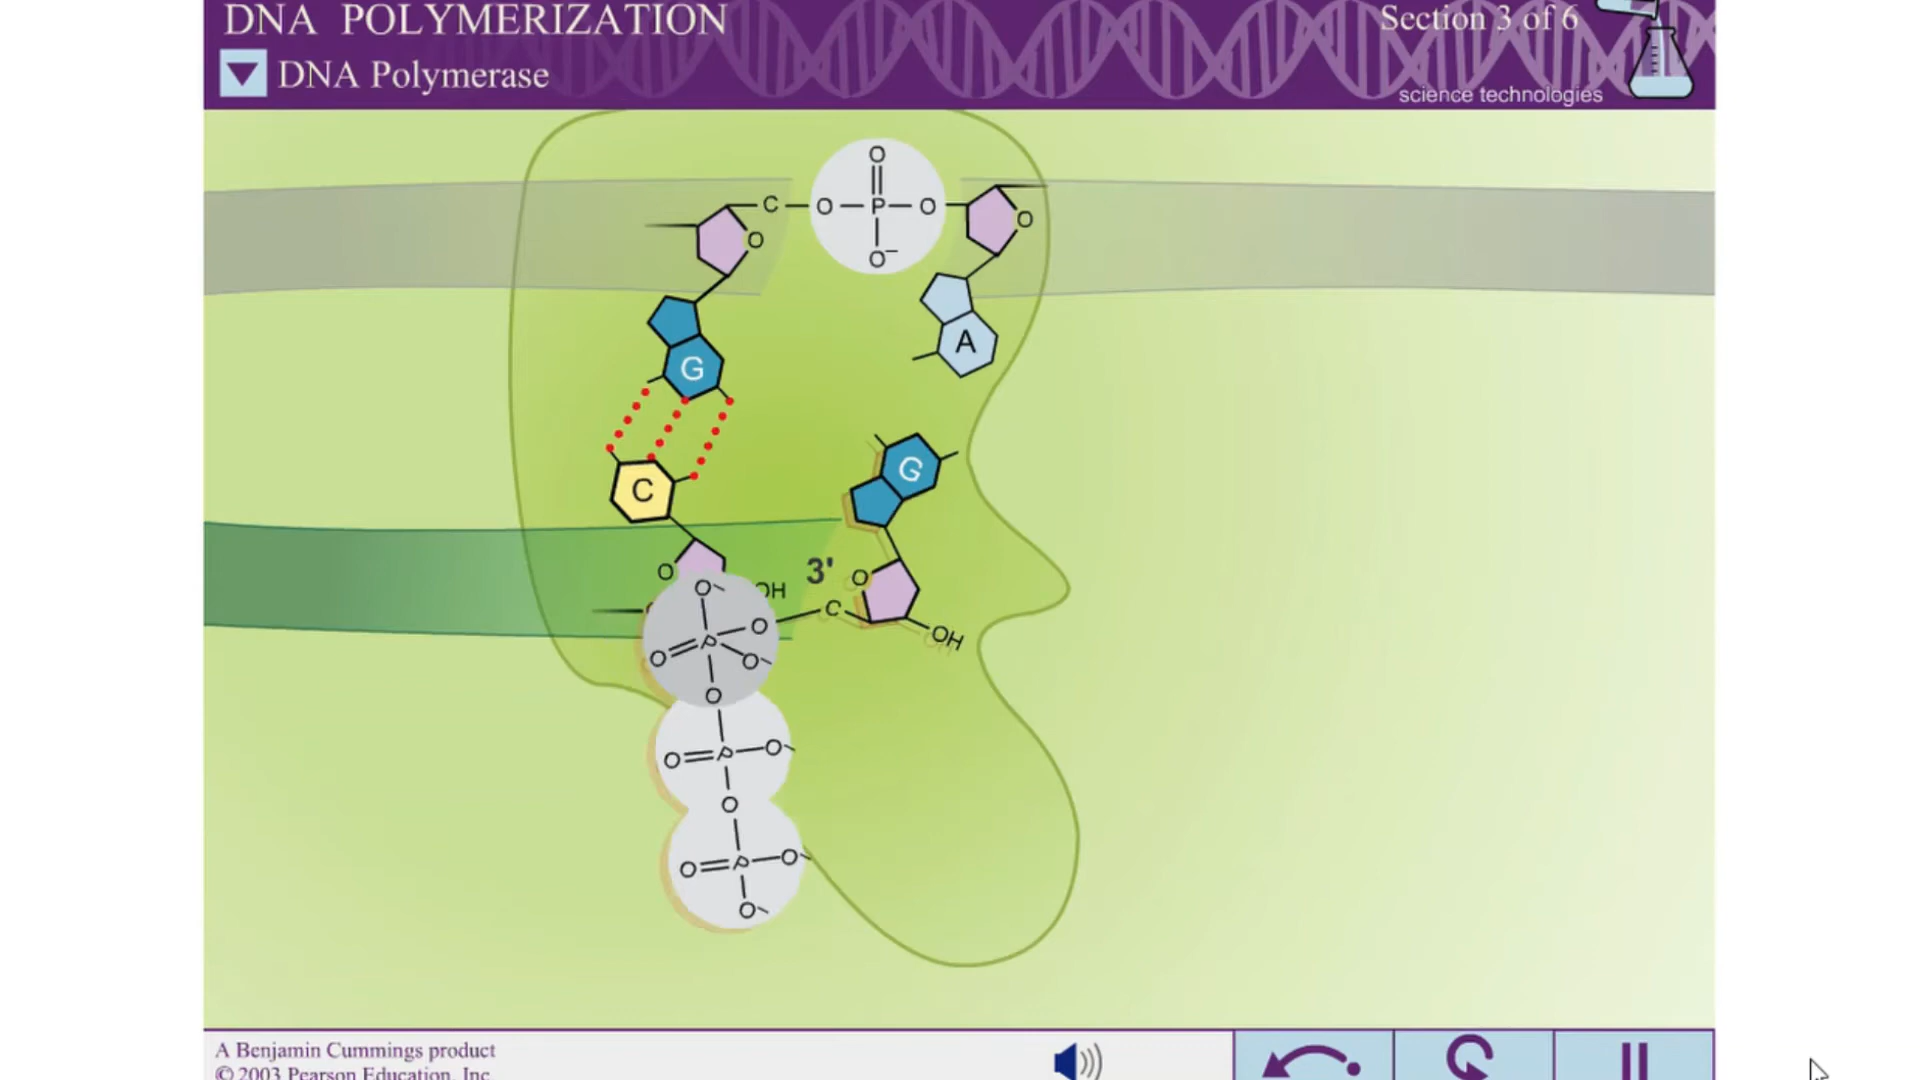 DNA POLYMERIZATION
Section 3 of 6
DNA Polymerase
science technologies
O
C O P O O
O
O⁻
G
A
C
G
O
3'
O
OH
O⁻
C
O
P
O
O⁻
OH
O
O P O⁻
O
O P O⁻
O⁻
A Benjamin Cummings product
© 2003 Pearson Education, Inc.